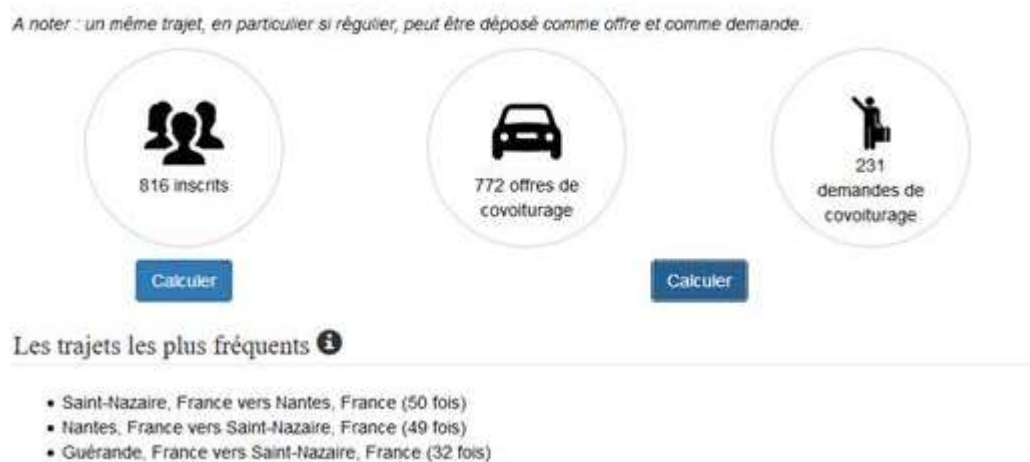 A noter : un même trajet, en particulier si régulier, peut être déposé comme offre et comme demande.
816 inscrits
772 offres de
covoiturage
231
demandes de
covoiturage
Calculer
Calculer
Les trajets les plus fréquents
• Saint-Nazaire, France vers Nantes, France (50 fois)
• Nantes, France vers Saint-Nazaire, France (49 fois)
• Guérande, France vers Saint-Nazaire, France (32 fois)